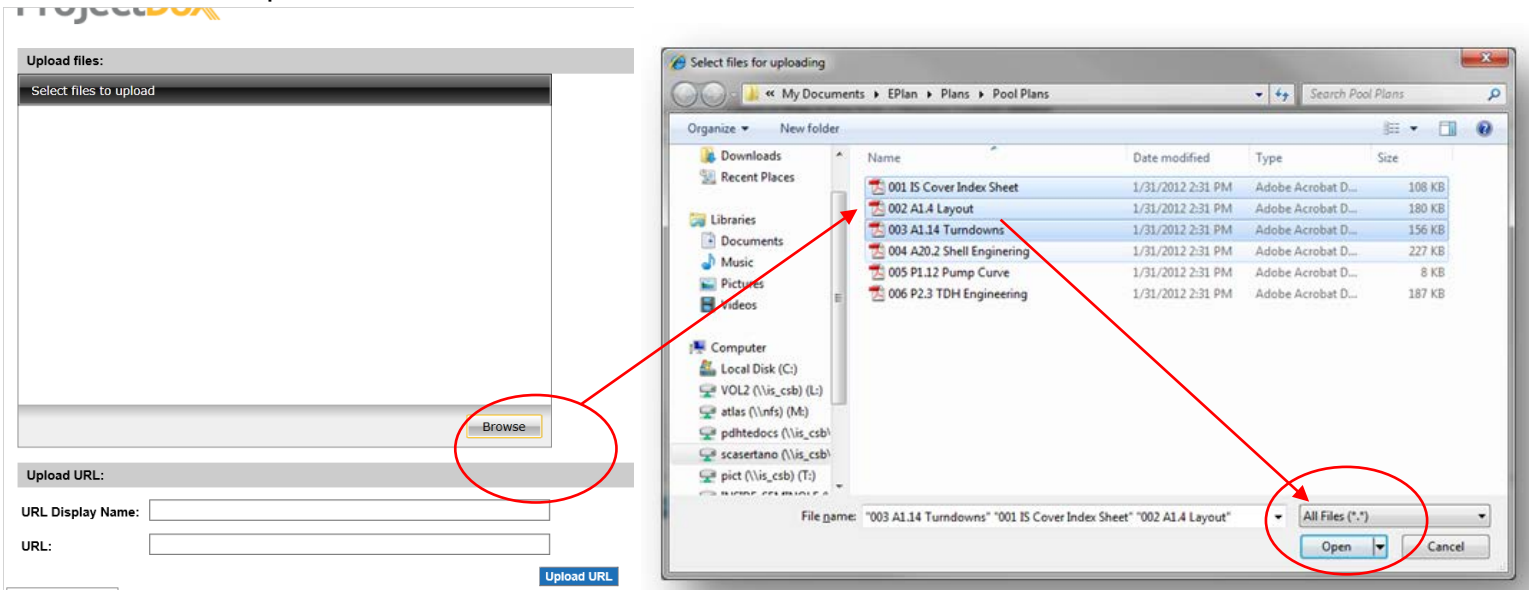 ProjectDox
Upload files:
Select files to upload
Browse
Upload URL:
URL Display Name:
URL:
Upload URL
Select files for uploading
« My Documents ▸ EPlan ▸ Plans ▸ Pool Plans
Search Pool Plans
Organize New folder
Downloads
Recent Places
Libraries
Documents
Music
Pictures
Videos
Computer
Local Disk (C:)
VOL2 (\\is_csb) (L:)
atlas (\\nfs) (M:)
pdhtedocs (\\is_csb\
scasertano (\\is_csb\
pict (\\is_csb) (T:)
Name Date modified Type Size
001 IS Cover Index Sheet 1/31/2012 2:31 PM Adobe Acrobat D... 108 KB
002 A1.4 Layout 1/31/2012 2:31 PM Adobe Acrobat D... 180 KB
003 A1.14 Turndowns 1/31/2012 2:31 PM Adobe Acrobat D... 156 KB
004 A20.2 Shell Enginering 1/31/2012 2:31 PM Adobe Acrobat D... 227 KB
005 P1.12 Pump Curve 1/31/2012 2:31 PM Adobe Acrobat D... 8 KB
006 P2.3 TDH Engineering 1/31/2012 2:31 PM Adobe Acrobat D... 187 KB
File name: "003 A1.14 Turndowns" "001 IS Cover Index Sheet" "002 A1.4 Layout"
All Files (*.*)
Open Cancel